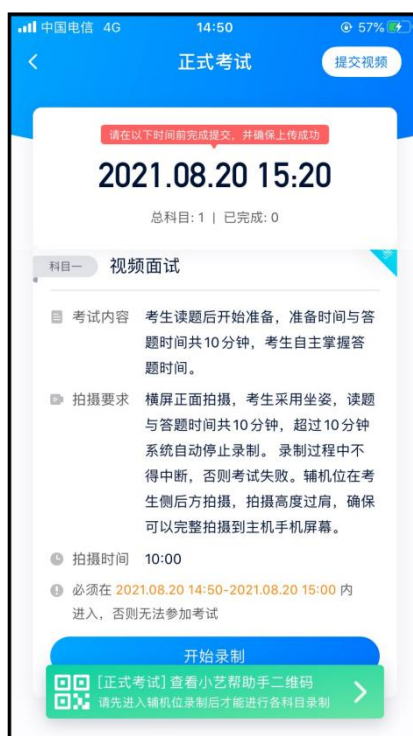 中国电信 4G 14:50 57%
正式考试 提交视频
请在以下时间前完成提交，并确保上传成功
2021.08.20 15:20
总科目: 1 | 已完成: 0
科目一 视频面试
考试内容 考生读题后开始准备，准备时间与答
题时间共10分钟，考生自主掌握答
题时间。
拍摄要求 横屏正面拍摄，考生采用坐姿，读题
与答题时间共10分钟，超过10分钟
系统自动停止录制。 录制过程中不
得中断，否则考试失败。辅机位在考
生侧后方拍摄，拍摄高度过肩，确保
可以完整拍摄到主机手机屏幕。
拍摄时间 10:00
必须在 2021.08.20 14:50-2021.08.20 15:00 内
进入，否则无法参加考试
开始录制
[正式考试] 查看小艺帮助手二维码
请先进入辅机位录制后才能进行各科目录制